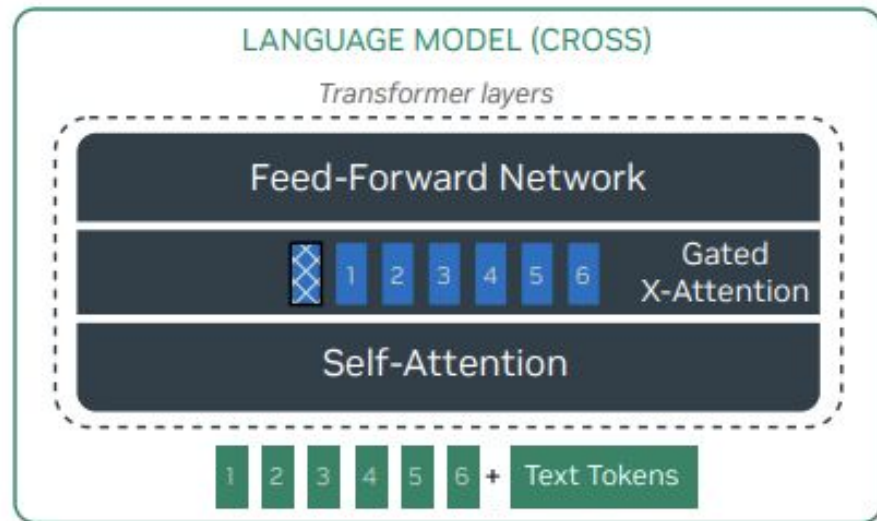 LANGUAGE MODEL (CROSS)
Transformer layers
Feed-Forward Network
1 2 3 4 5 6
Gated
X-Attention
Self-Attention
1 2 3 4 5 6 + Text Tokens